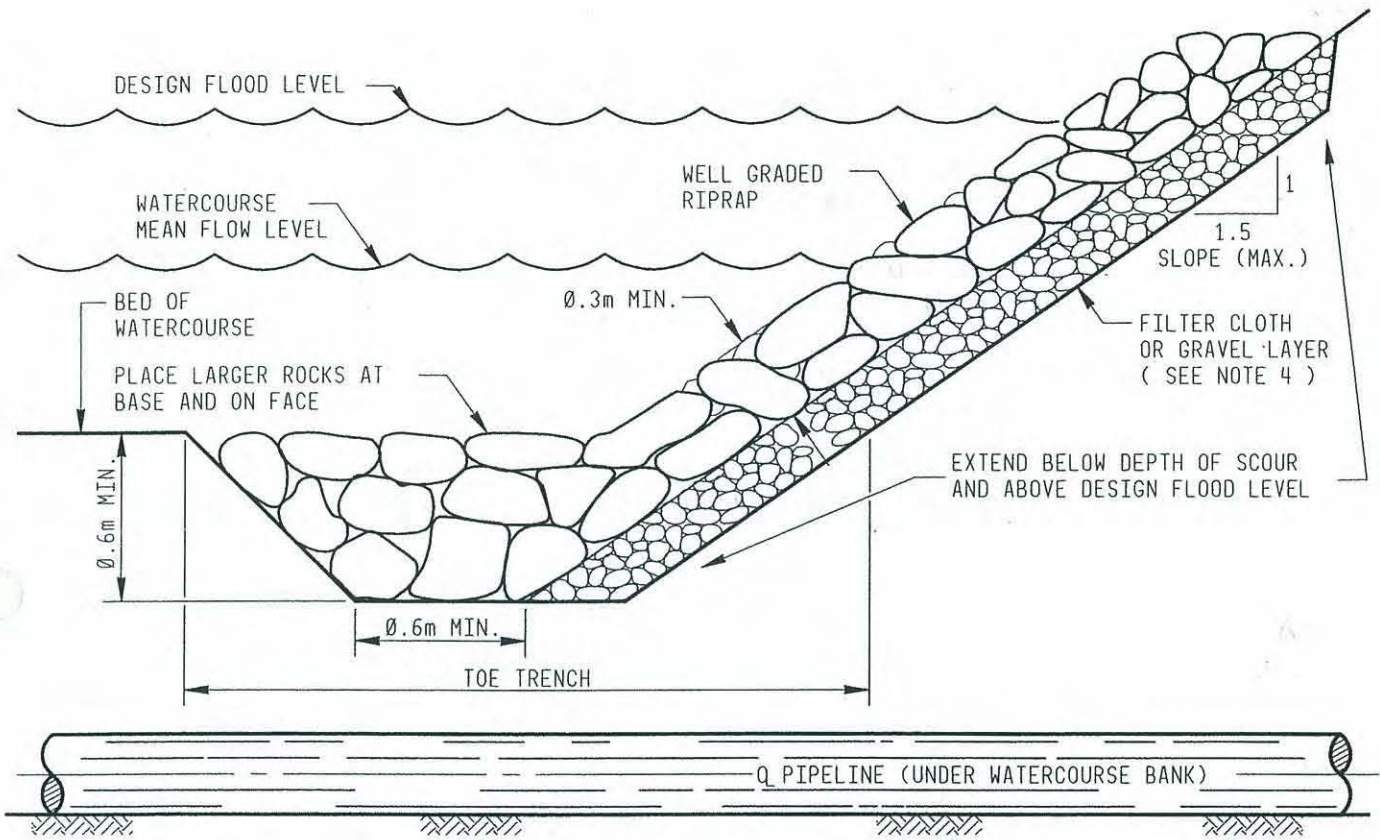 DESIGN FLOOD LEVEL
WELL GRADED
RIPRAP
WATERCOURSE
MEAN FLOW LEVEL
1
1.5
SLOPE (MAX.)
BED OF
WATERCOURSE
Ø.3m MIN.
FILTER CLOTH
OR GRAVEL LAYER
( SEE NOTE 4 )
PLACE LARGER ROCKS AT
BASE AND ON FACE
EXTEND BELOW DEPTH OF SCOUR
AND ABOVE DESIGN FLOOD LEVEL
Ø.6m MIN.
Ø.6m MIN.
TOE TRENCH
℄ PIPELINE (UNDER WATERCOURSE BANK)